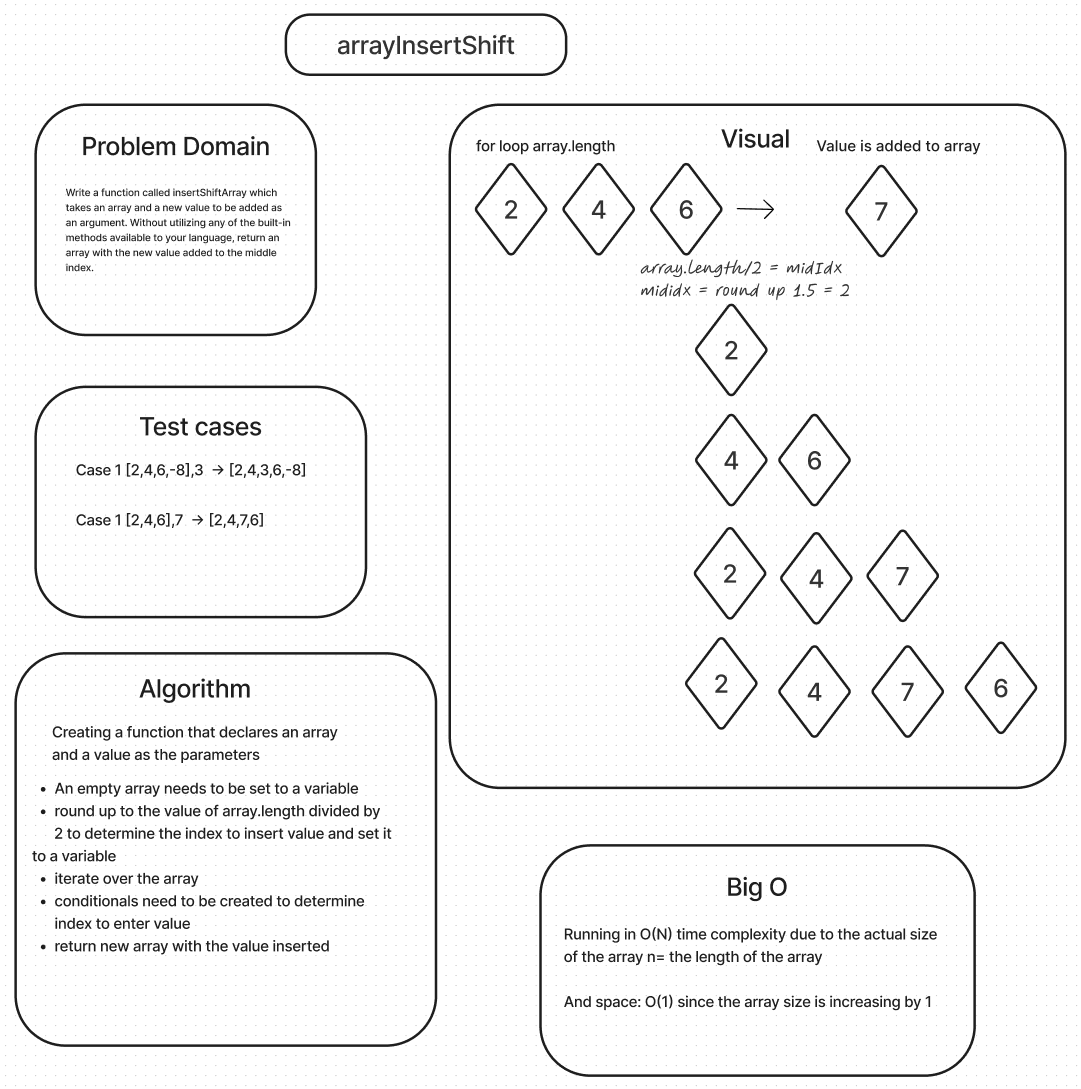 arrayInsertShift
Problem Domain
Write a function called insertShiftArray which
takes an array and a new value to be added as
an argument. Without utilizing any of the built-in
methods available to your language, return an
array with the new value added to the middle
index.
Test cases
Case 1 [2,4,6,-8],3 → [2,4,3,6,-8]
Case 1 [2,4,6],7 → [2,4,7,6]
Algorithm
Creating a function that declares an array
and a value as the parameters
• An empty array needs to be set to a variable
• round up to the value of array.length divided by
2 to determine the index to insert value and set it
to a variable
• iterate over the array
• conditionals need to be created to determine
index to enter value
• return new array with the value inserted
Visual
for loop array.length
Value is added to array
2 4 6 → 7
array.length/2 = midIdx
mididx = round up 1.5 = 2
2
4 6
2 4 7
2 4 7 6
Big O
Running in O(N) time complexity due to the actual size
of the array n= the length of the array
And space: O(1) since the array size is increasing by 1